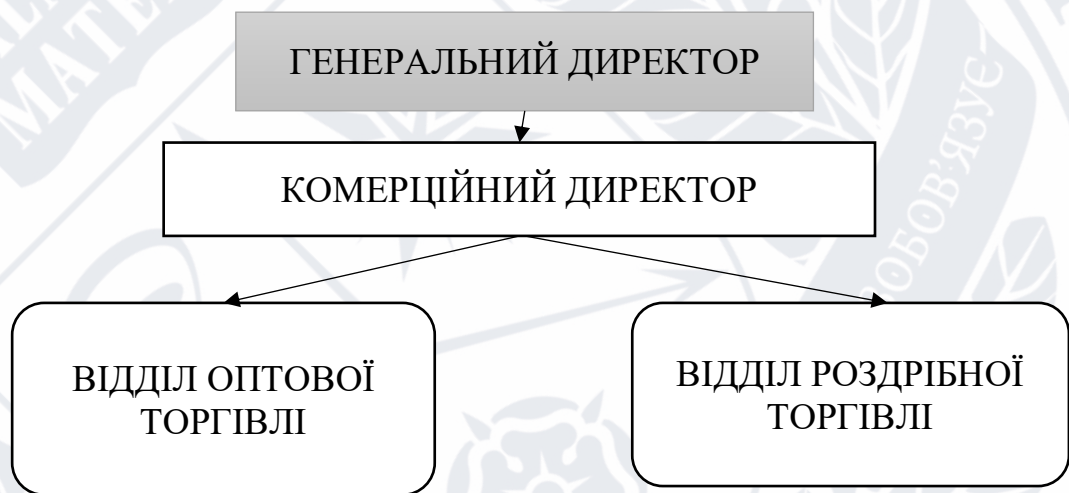 ГЕНЕРАЛЬНИЙ ДИРЕКТОР
КОМЕРЦІЙНИЙ ДИРЕКТОР
ВІДДІЛ ОПТОВОЇ
ТОРГІВЛІ
ВІДДІЛ РОЗДРІБНОЇ
ТОРГІВЛІ